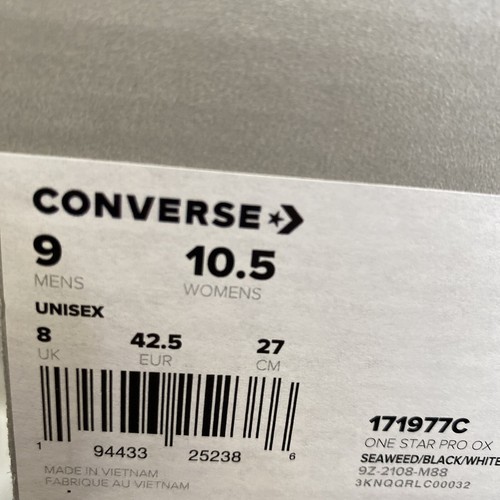 CONVERSE
9 10.5
MENS WOMENS
UNISEX
8 42.5 27
UK EUR CM
1 94433 25238 6
MADE IN VIETNAM
FABRIQUE AU VIETNAM
171977C
ONE STAR PRO OX
SEAWEED/BLACK/WHITE
9Z-2108-M88
3KNQQRLC00032